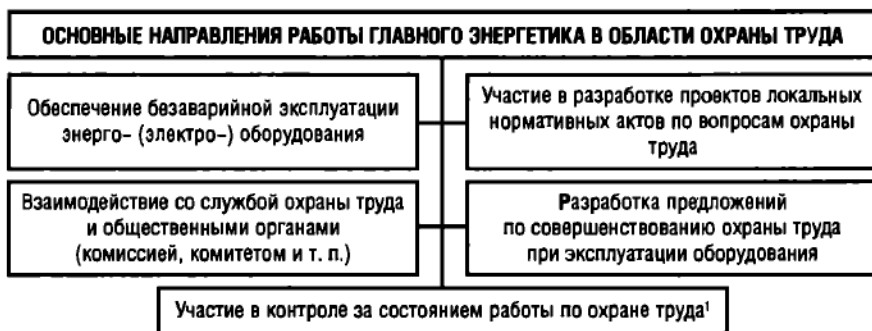 ОСНОВНЫЕ НАПРАВЛЕНИЯ РАБОТЫ ГЛАВНОГО ЭНЕРГЕТИКА В ОБЛАСТИ ОХРАНЫ ТРУДА
Обеспечение безаварийной эксплуатации
энерго- (электро-) оборудования
Участие в разработке проектов локальных
нормативных актов по вопросам охраны
труда
Взаимодействие со службой охраны труда
и общественными органами
(комиссией, комитетом и т. п.)
Разработка предложений
по совершенствованию охраны труда
при эксплуатации оборудования
Участие в контроле за состоянием работы по охране труда¹